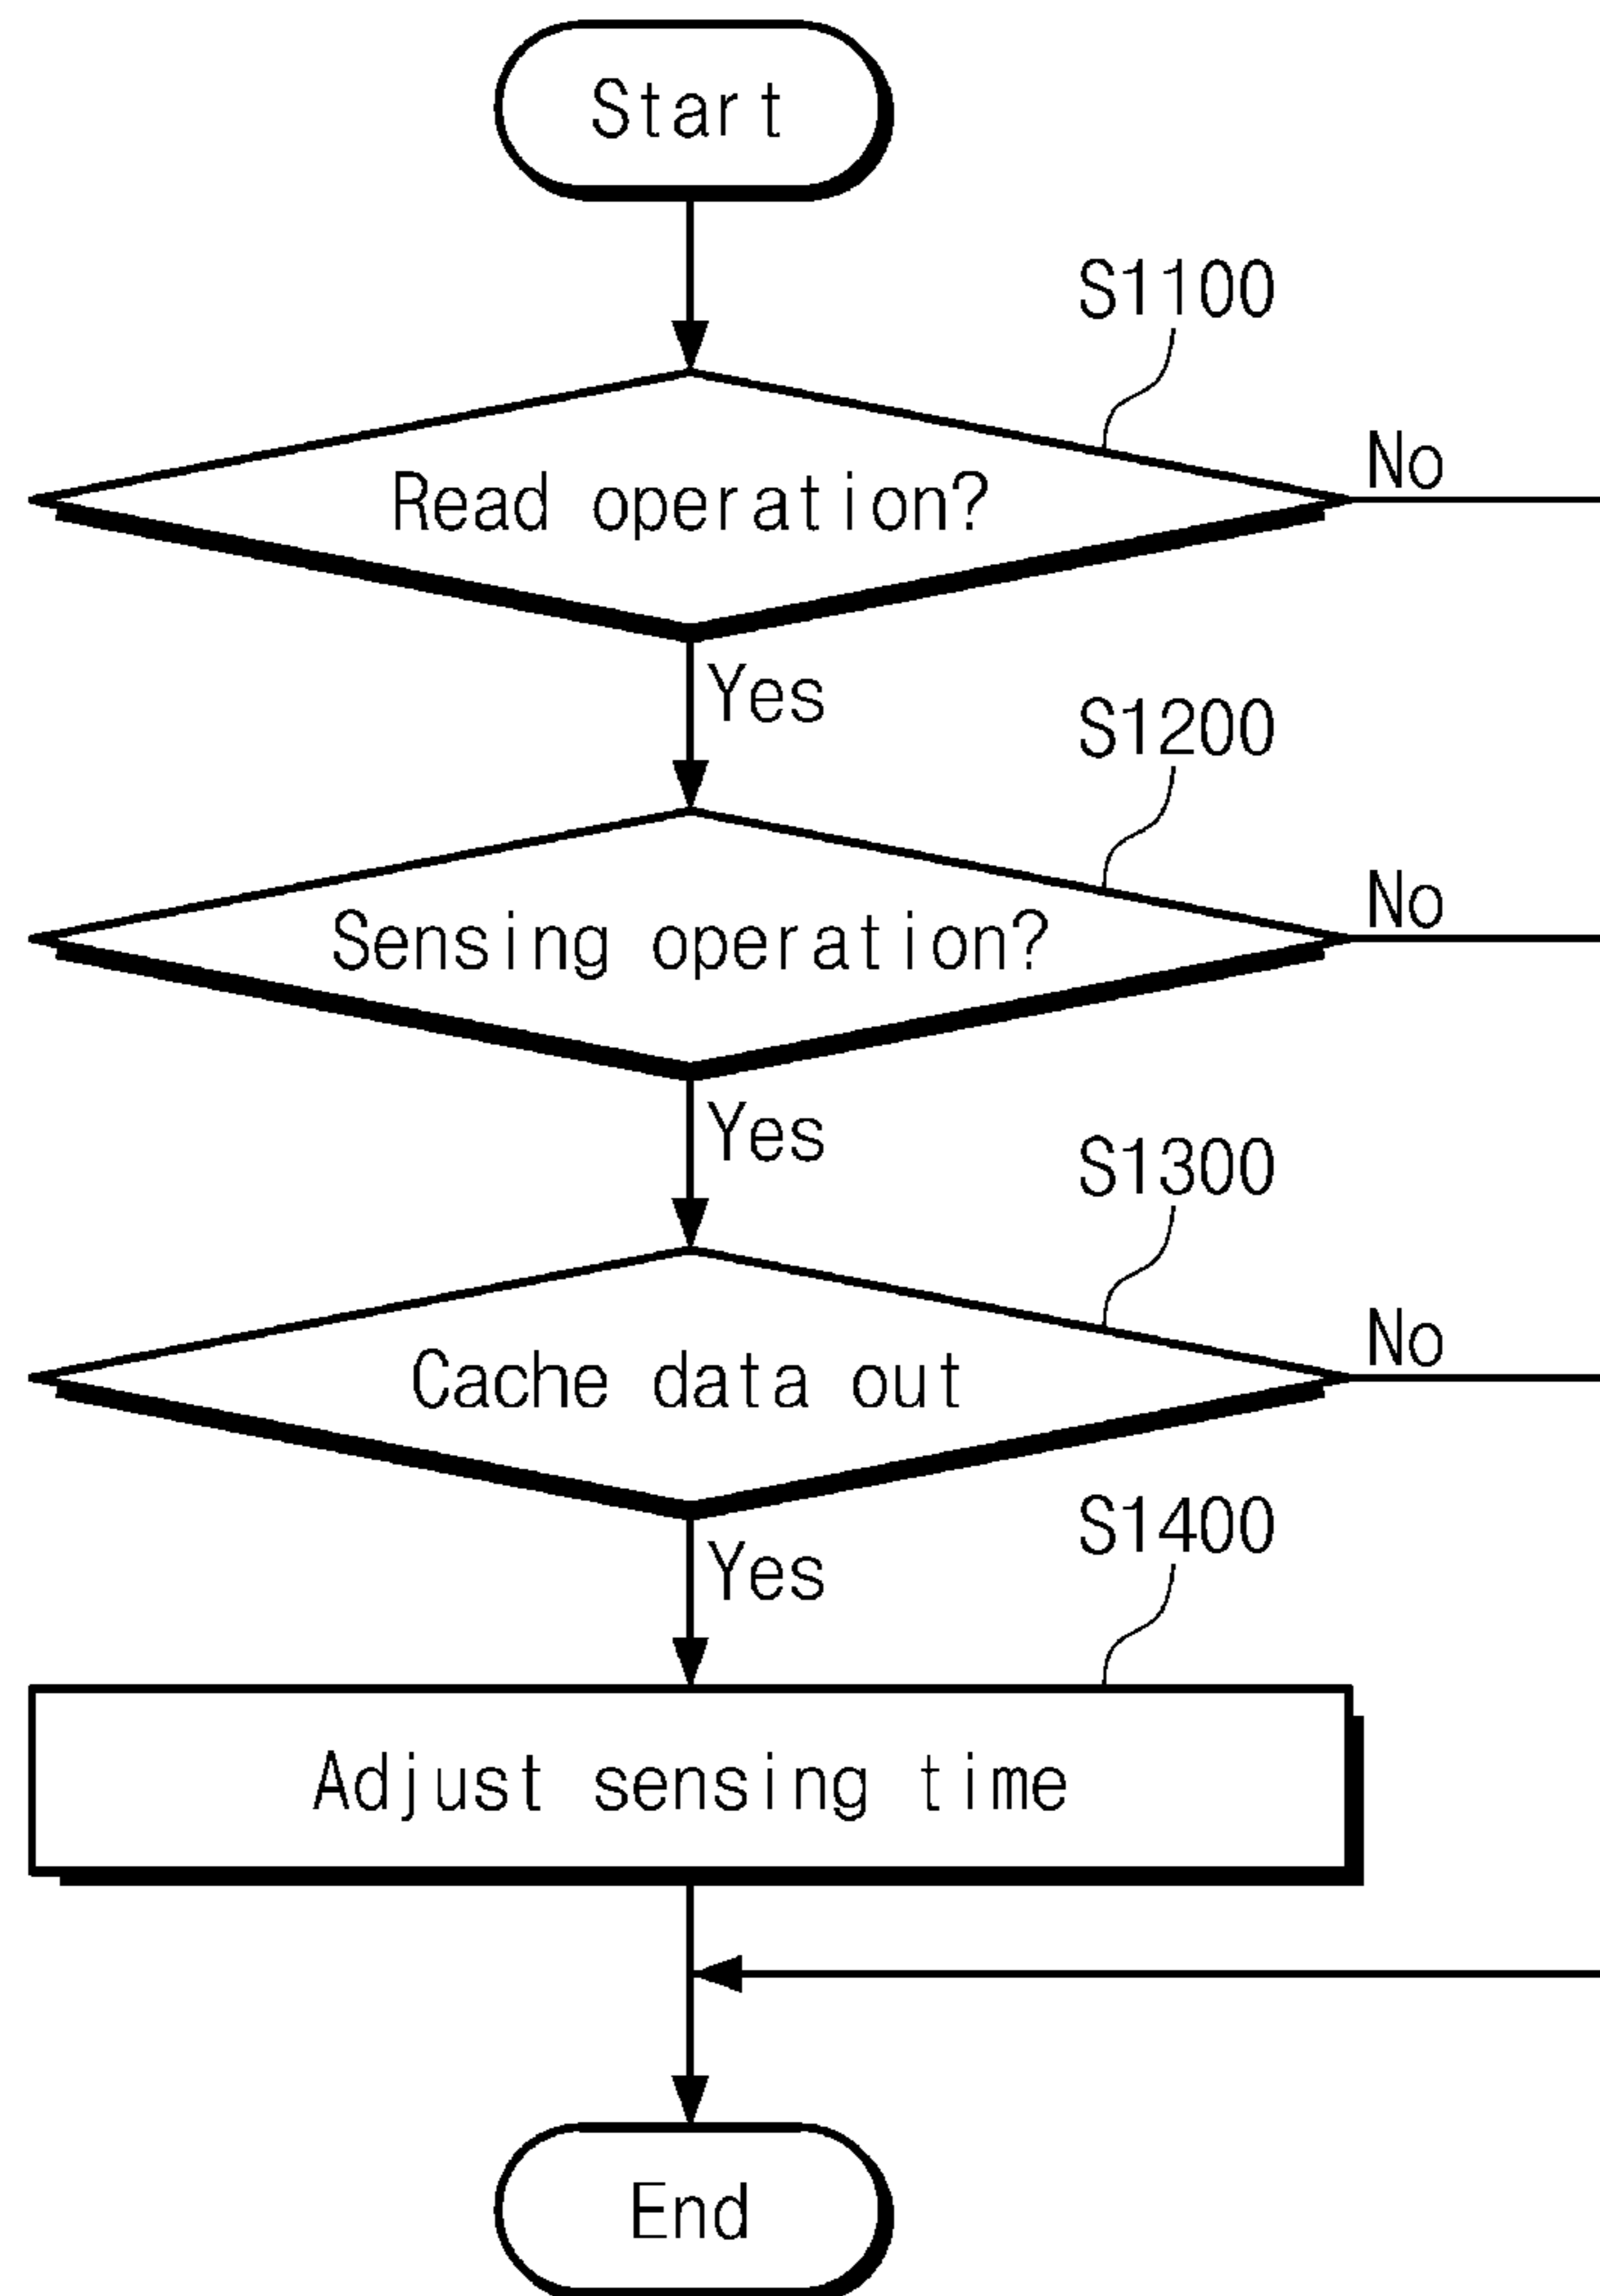 Start
S1100
Read operation?
No
Yes
S1200
Sensing operation?
No
Yes
S1300
Cache data out
No
Yes
S1400
Adjust sensing time
End